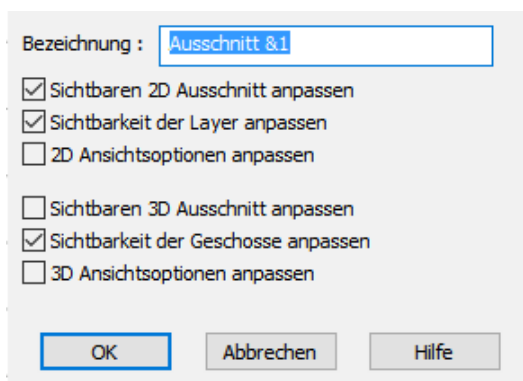 Bezeichnung : Ausschnitt &1
Sichtbaren 2D Ausschnitt anpassen
Sichtbarkeit der Layer anpassen
2D Ansichtsoptionen anpassen
Sichtbaren 3D Ausschnitt anpassen
Sichtbarkeit der Geschosse anpassen
3D Ansichtsoptionen anpassen
OK Abbrechen Hilfe